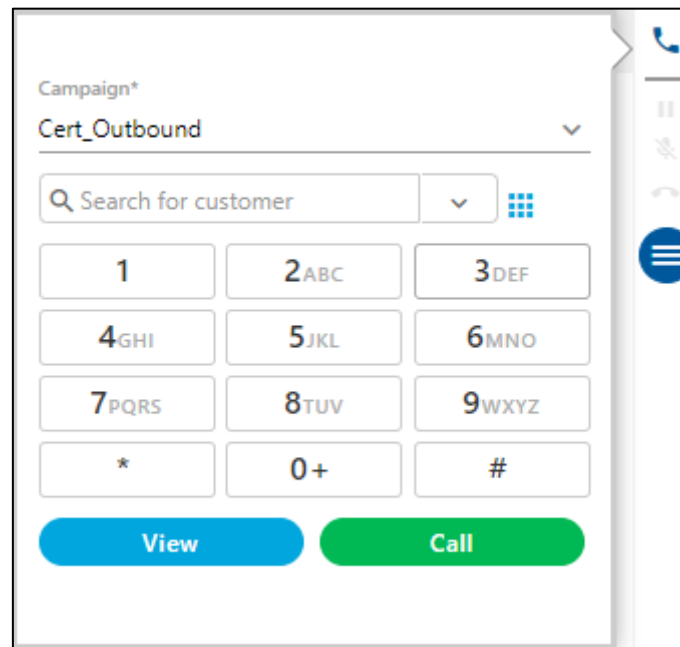 Campaign*
Cert_Outbound
Search for customer
1 2ABC 3DEF
4GHI 5JKL 6MNO
7PQRS 8TUV 9WXYZ
* 0+ #
View Call